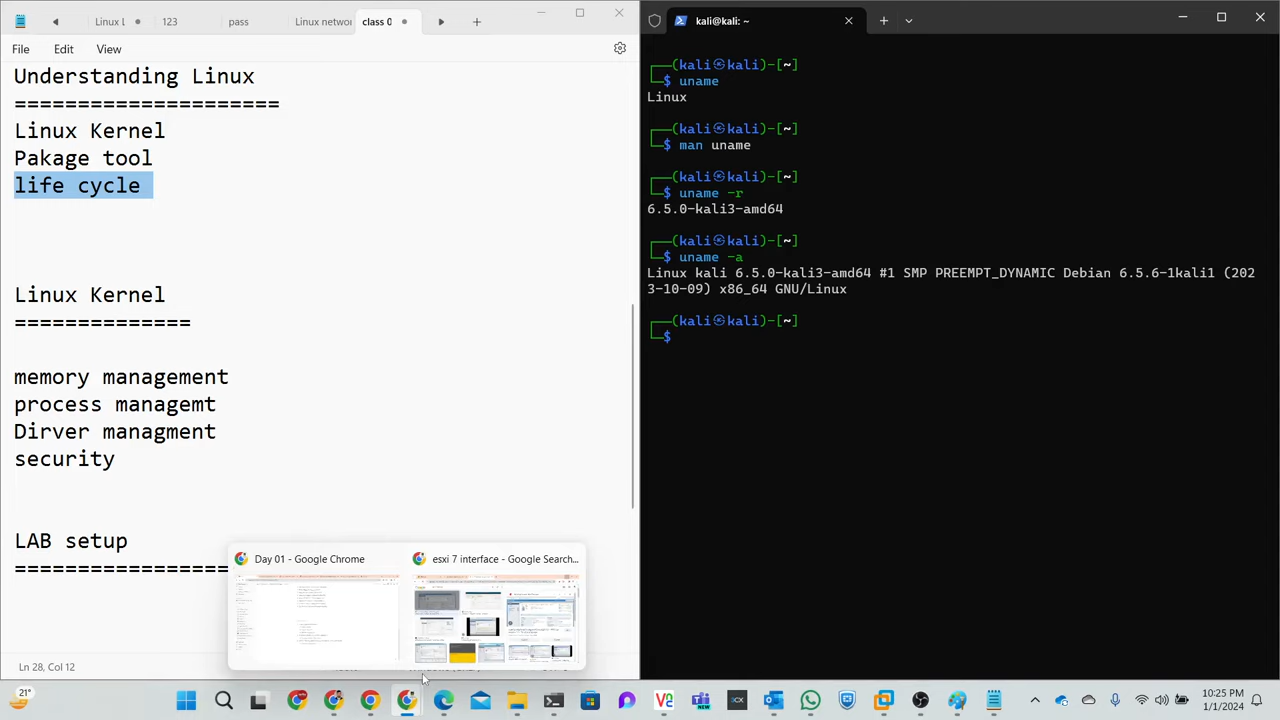 Linux L
123
pass
Linux networ
class 0
kali@kali: ~
File
Edit
View
Understanding Linux
=====================
Linux Kernel
Pakage tool
life cycle
Linux Kernel
==============
memory management
process managemt
Dirver managment
security
LAB setup
=================
Ln 28, Col 12
Day 01 - Google Chrome
esxi 7 interface - Google Search...
┌──(kali㉿kali)-[~]
└─$ uname
Linux
┌──(kali㉿kali)-[~]
└─$ man uname
┌──(kali㉿kali)-[~]
└─$ uname -r
6.5.0-kali3-amd64
┌──(kali㉿kali)-[~]
└─$ uname -a
Linux kali 6.5.0-kali3-amd64 #1 SMP PREEMPT_DYNAMIC Debian 6.5.6-1kali1 (202
3-10-09) x86_64 GNU/Linux
┌──(kali㉿kali)-[~]
└─$
21°
10:25 PM
1/1/2024